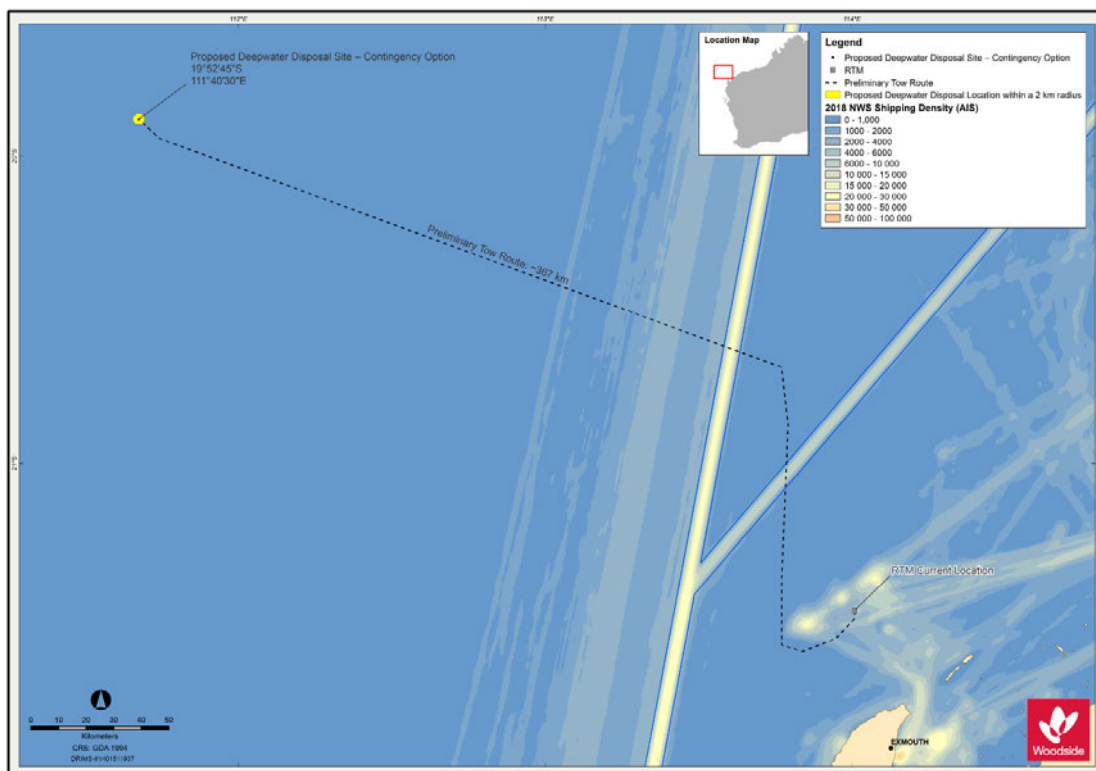 112°E
113°E
114°E
Proposed Deepwater Disposal Site – Contingency Option
19°52'45"S
111°40'30"E
Location Map
Legend
Proposed Deepwater Disposal Site – Contingency Option
RTM
Preliminary Tow Route
Proposed Deepwater Disposal Location within a 2 km radius
2018 NWS Shipping Density (AIS)
0 - 1,000
1000 - 2000
2000 - 4000
4000 - 6000
6000 - 10 000
10 000 - 15 000
15 000 - 20 000
20 000 - 30 000
30 000 - 50 000
50 000 - 100 000
20°S
Preliminary Tow Route: ~387 km
21°S
RTM Current Location
0 10 20 30 40 50
Kilometers
CRS: GDA 1994
EXMOUTH
Woodside